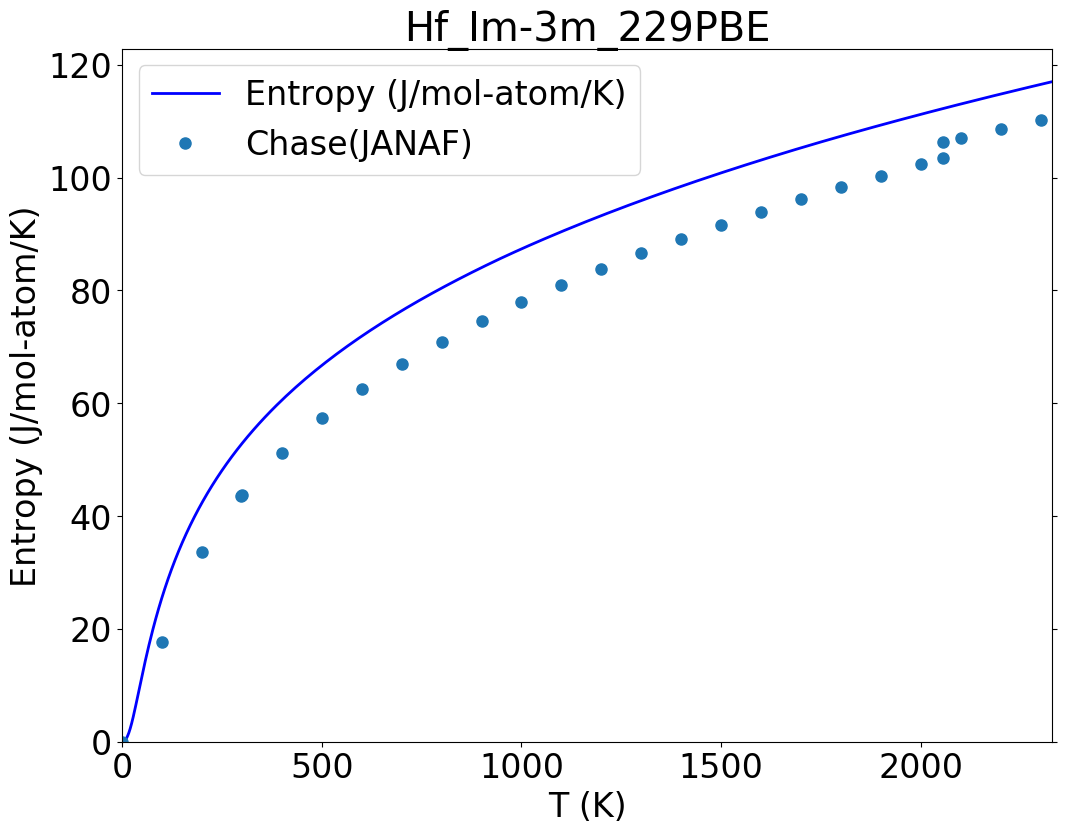 Hf_Im-3m_229PBE
Entropy (J/mol-atom/K)
Chase(JANAF)
Entropy (J/mol-atom/K)
120
100
80
60
40
20
0
0 500 1000 1500 2000
T (K)